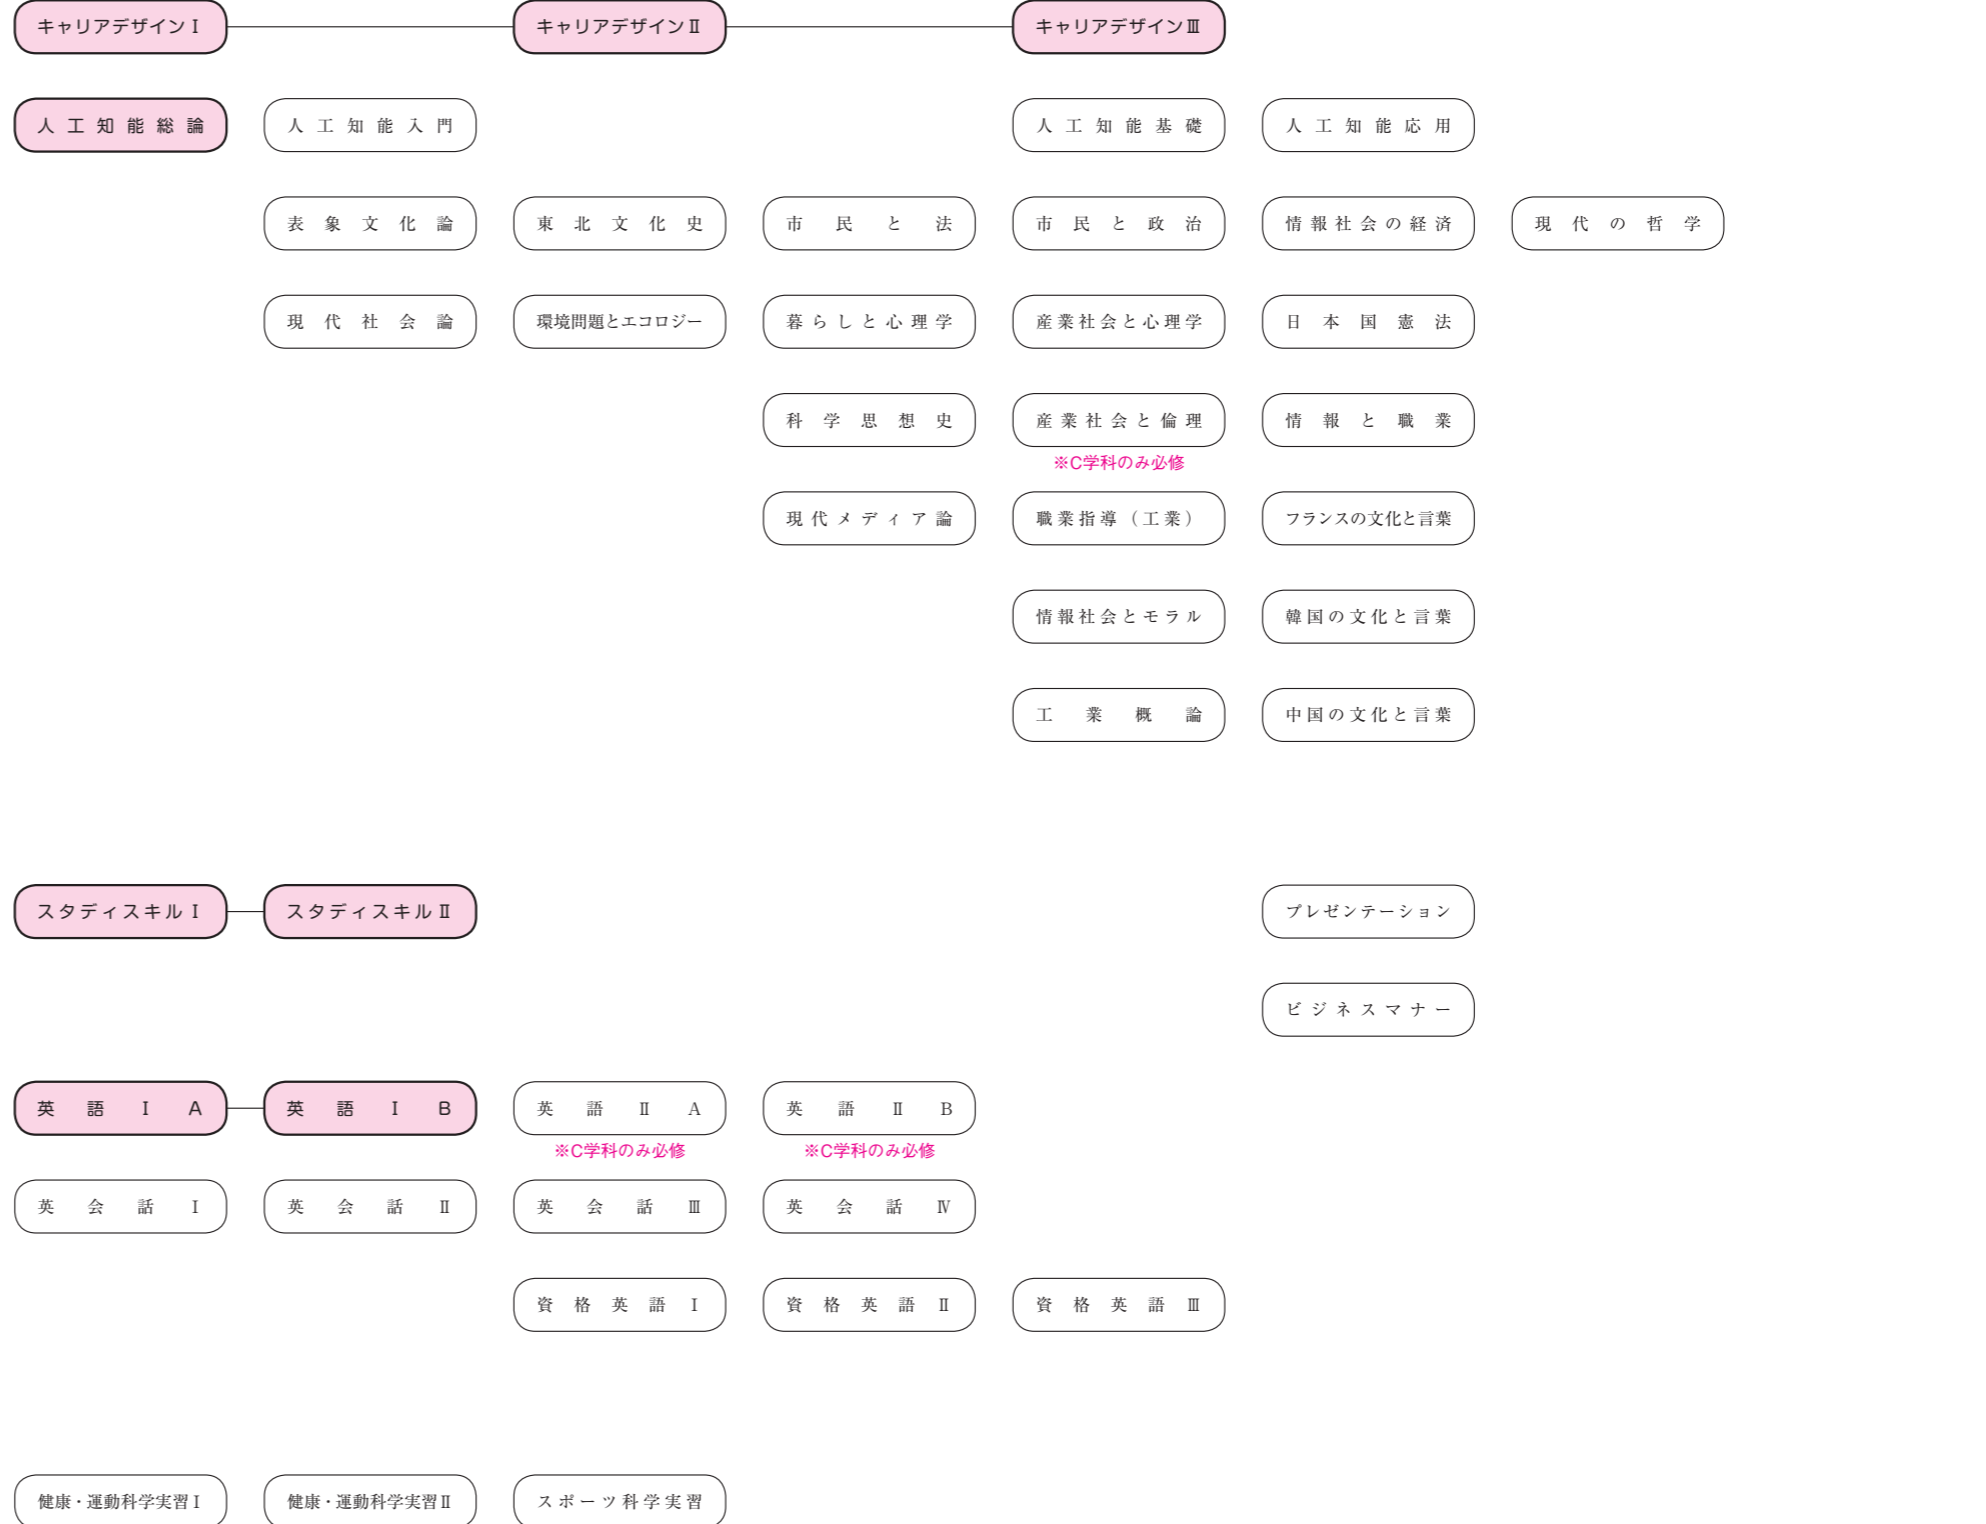 キャリアデザインⅠ キャリアデザインⅡ キャリアデザインⅢ
人工知能総論 人工知能入門 人工知能基礎 人工知能応用
表象文化論 東北文化史 市民と法 市民と政治 情報社会の経済 現代の哲学
現代社会論 環境問題とエコロジー 暮らしと心理学 産業社会と心理学 日本国憲法
科学思想史 産業社会と倫理 情報と職業
※C学科のみ必修
現代メディア論 職業指導（工業） フランスの文化と言葉
情報社会とモラル 韓国の文化と言葉
工業概論 中国の文化と言葉
スタディスキルⅠ スタディスキルⅡ プレゼンテーション
ビジネスマナー
英語ⅠA 英語ⅠB 英語ⅡA 英語ⅡB
※C学科のみ必修 ※C学科のみ必修
英会話Ⅰ 英会話Ⅱ 英会話Ⅲ 英会話Ⅳ
資格英語Ⅰ 資格英語Ⅱ 資格英語Ⅲ
健康・運動科学実習Ⅰ 健康・運動科学実習Ⅱ スポーツ科学実習